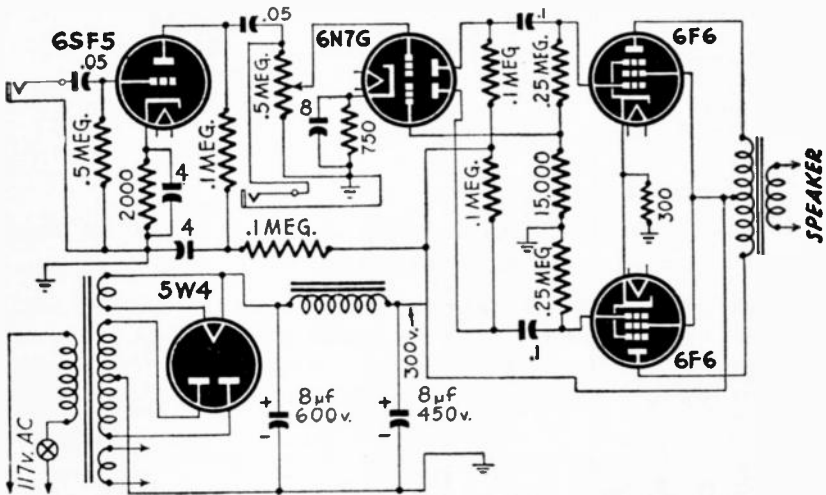 6SF5
.05
.05
6N7G
.1
6F6
.5 MEG.
2000
4
.1 MEG.
.5 MEG.
8
750
.1 MEG.
.25 MEG.
4
.1 MEG.
.1 MEG.
15,000
300
SPEAKER
.25 MEG
5W4
300v.
.1
6F6
8µf
600v.
+
-
8µf
450v.
+
-
117v. AC